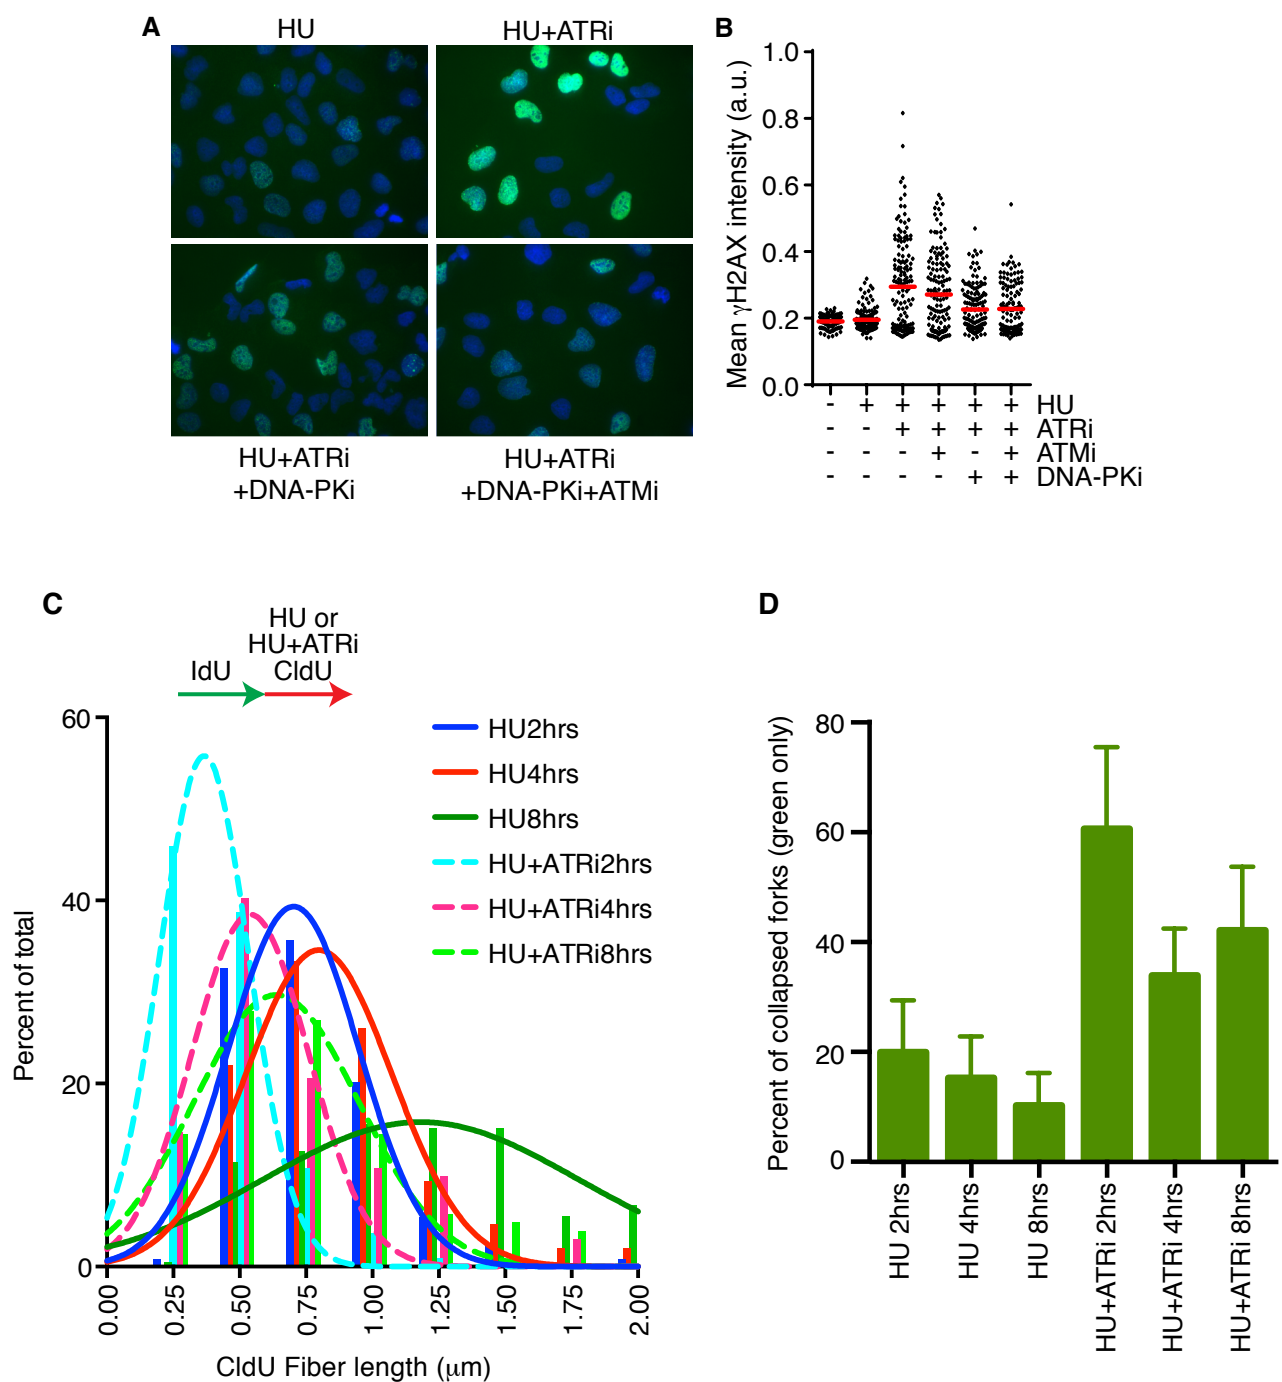 A
HU
HU+ATRi
HU+ATRi
+DNA-PKi
HU+ATRi
+DNA-PKi+ATMi
B
Mean γH2AX intensity (a.u.)
1.0
0.8
0.6
0.4
0.2
0.0
- + + + + + HU
- - + + + + ATRi
- - - + - + ATMi
- - - - + + DNA-PKi
C
HU or
HU+ATRi
IdU CldU
Percent of total
60
40
20
0
HU2hrs
HU4hrs
HU8hrs
HU+ATRi2hrs
HU+ATRi4hrs
HU+ATRi8hrs
0.00 0.25 0.50 0.75 1.00 1.25 1.50 1.75 2.00
CldU Fiber length (μm)
D
Percent of collapsed forks (green only)
80
60
40
20
0
HU 2hrs
HU 4hrs
HU 8hrs
HU+ATRi 2hrs
HU+ATRi 4hrs
HU+ATRi 8hrs